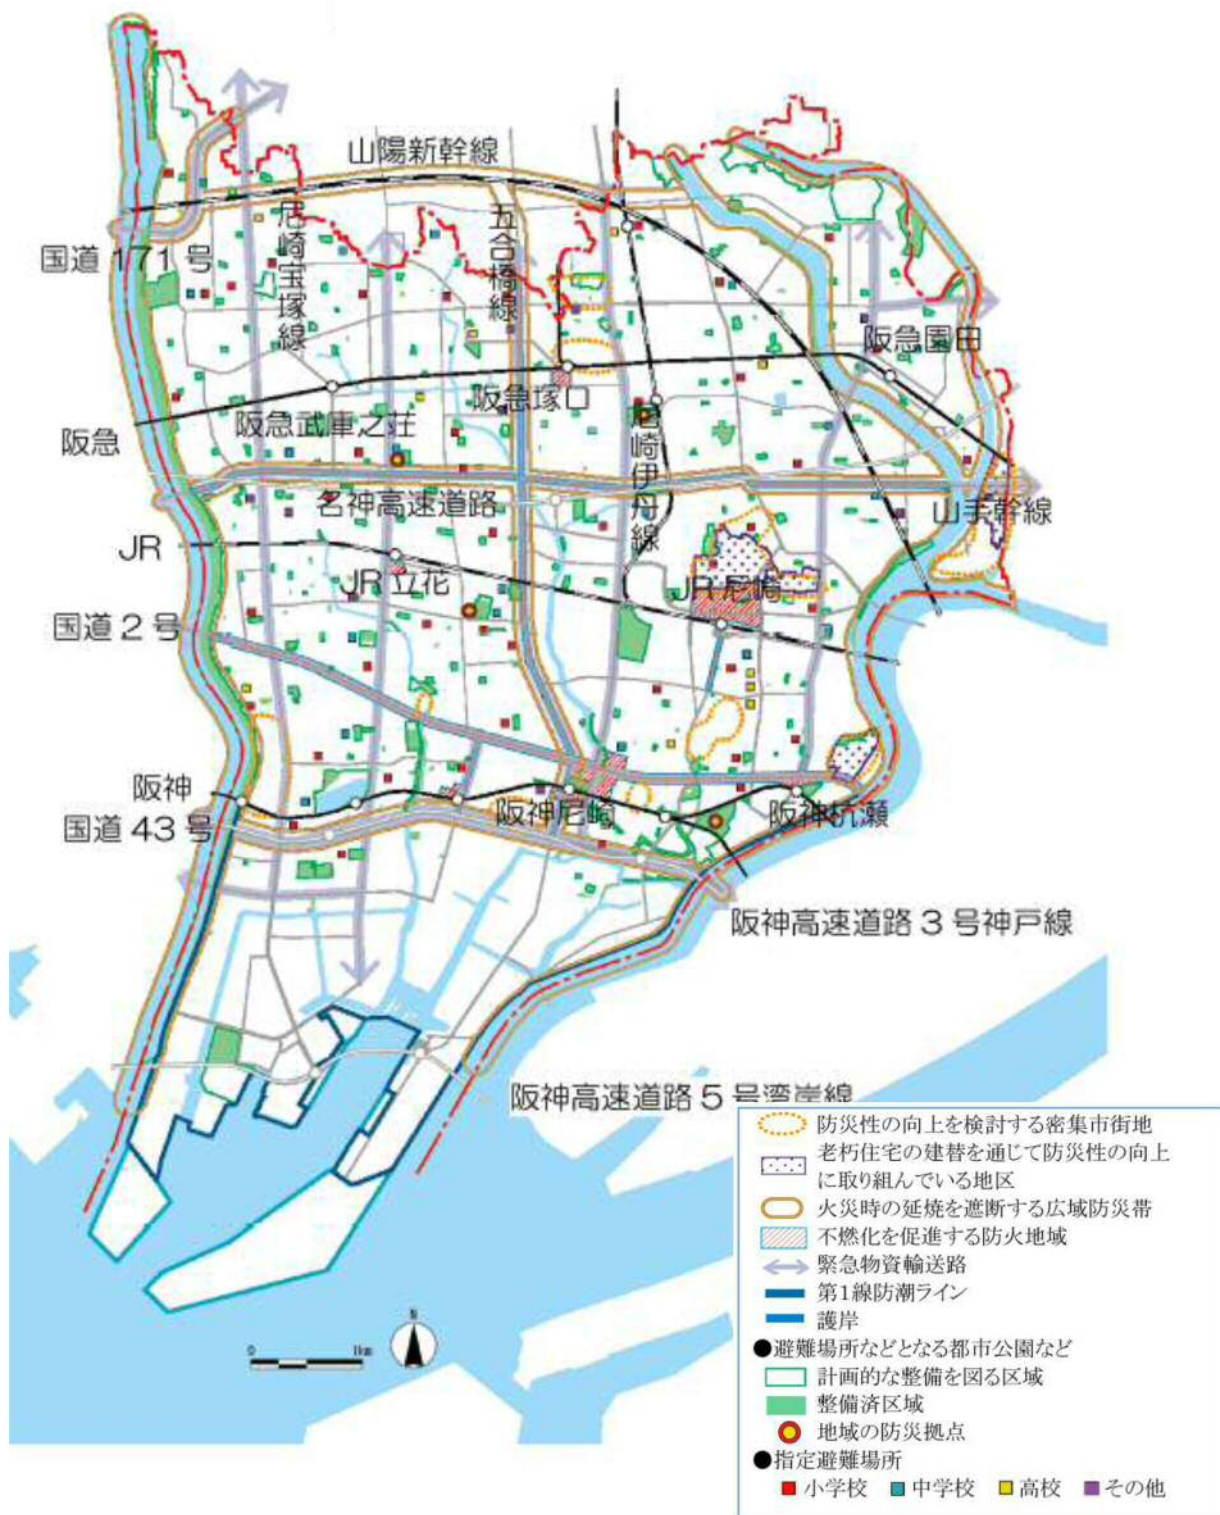 山陽新幹線
国道171号
尼崎宝塚線
五合橋線
阪急園田
阪急塚口
阪急武庫之荘
阪急
尼崎伊丹線
名神高速道路
山手幹線
JR
JR立花
JR尼崎
国道2号
阪神
阪神尼崎
阪神杭瀬
国道43号
阪神高速道路3号神戸線
阪神高速道路5号湾岸線
N
0 1km
防災性の向上を検討する密集市街地
老朽住宅の建替を通じて防災性の向上
に取り組んでいる地区
火災時の延焼を遮断する広域防災帯
不燃化を促進する防火地域
緊急物資輸送路
第1線防潮ライン
護岸
●避難場所などとなる都市公園など
計画的な整備を図る区域
整備済区域
地域の防災拠点
●指定避難場所
小学校 中学校 高校 その他